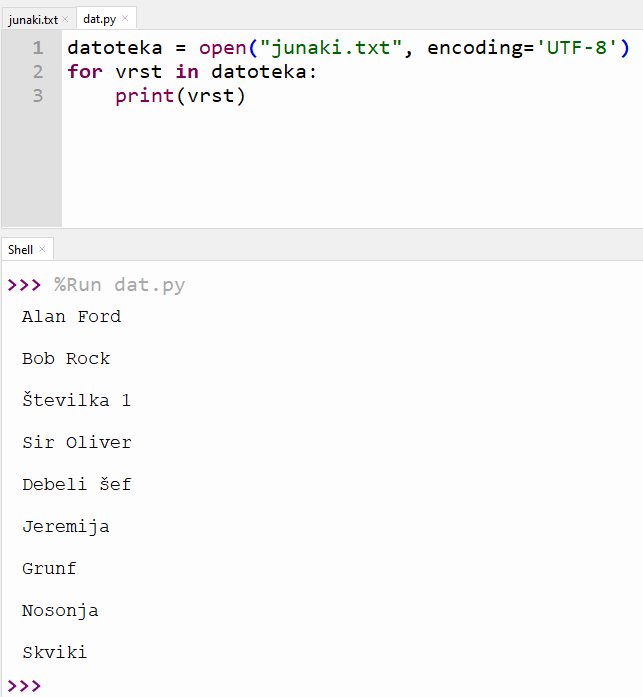 junaki.txt × dat.py ×
1 datoteka = open("junaki.txt", encoding='UTF-8')
2 for vrst in datoteka:
3     print(vrst)
Shell ×
>>> %Run dat.py
Alan Ford
Bob Rock
Številka 1
Sir Oliver
Debeli šef
Jeremija
Grunf
Nosonja
Skviki
>>>